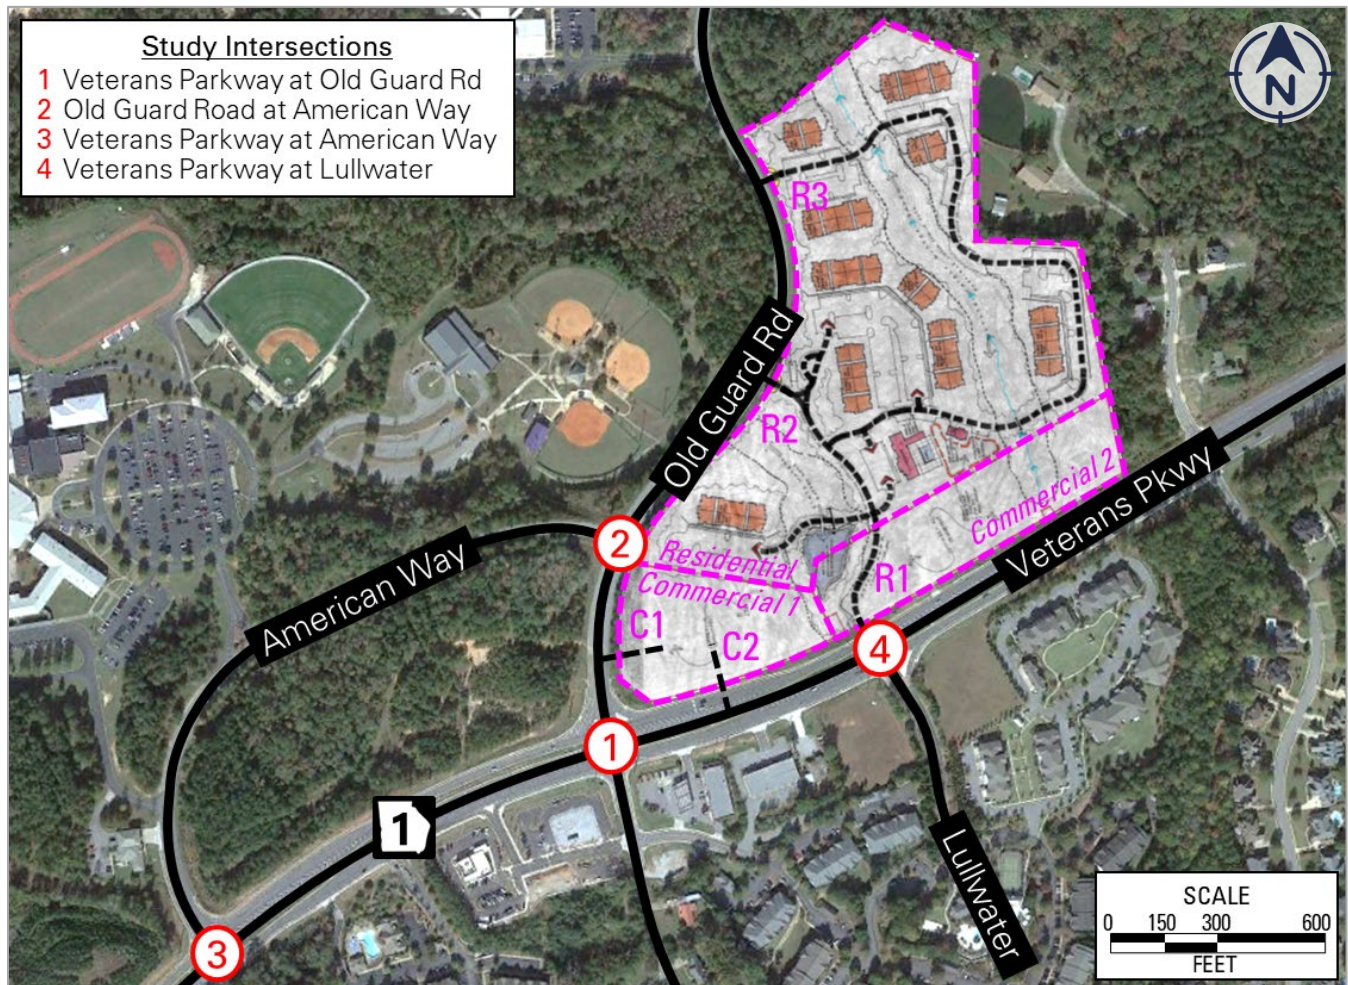 Study Intersections
1 Veterans Parkway at Old Guard Rd
2 Old Guard Road at American Way
3 Veterans Parkway at American Way
4 Veterans Parkway at Lullwater
N
R3
Old Guard Rd
R2
Commercial 2
Veterans Pkwy
2
American Way
Residential
Commercial 1
R1
C1
C2
4
1
1
Lullwater
3
SCALE
0 150 300 600
FEET